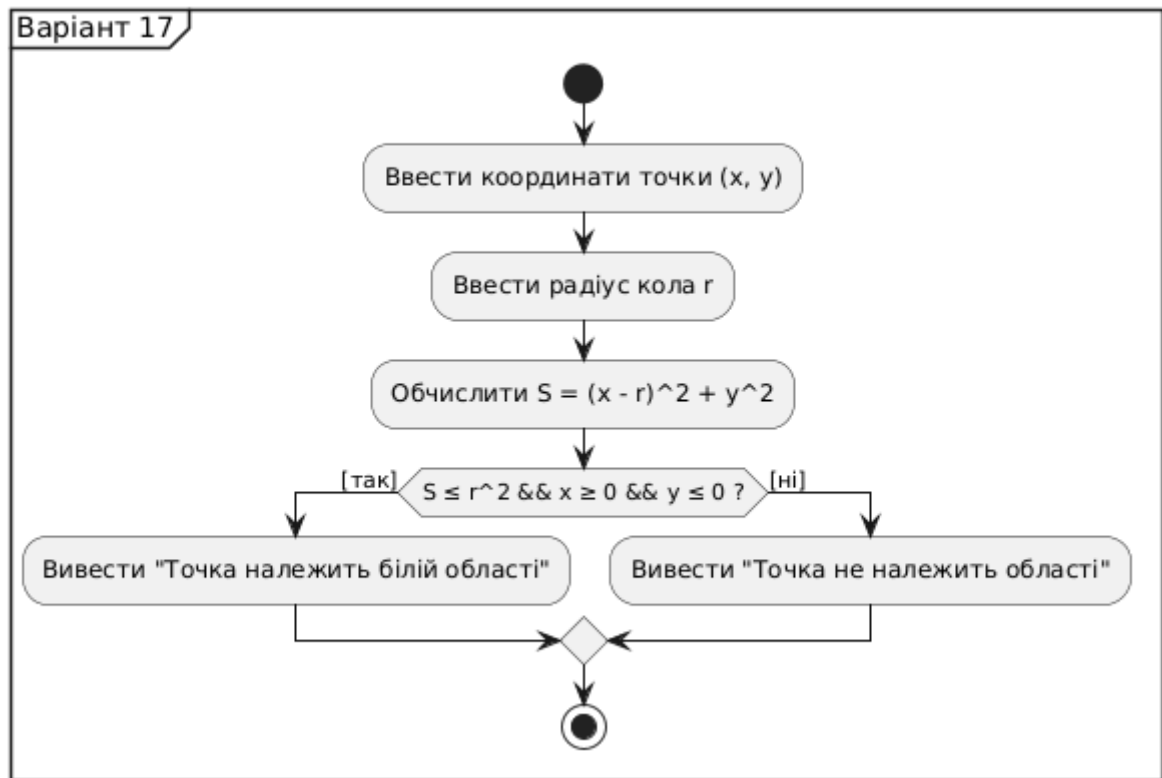 Варіант 17
Ввести координати точки (x, y)
Ввести радіус кола r
Обчислити S = (x - r)^2 + y^2
[так]
S ≤ r^2 && x ≥ 0 && y ≤ 0 ?
[ні]
Вивести "Точка належить білій області"
Вивести "Точка не належить області"